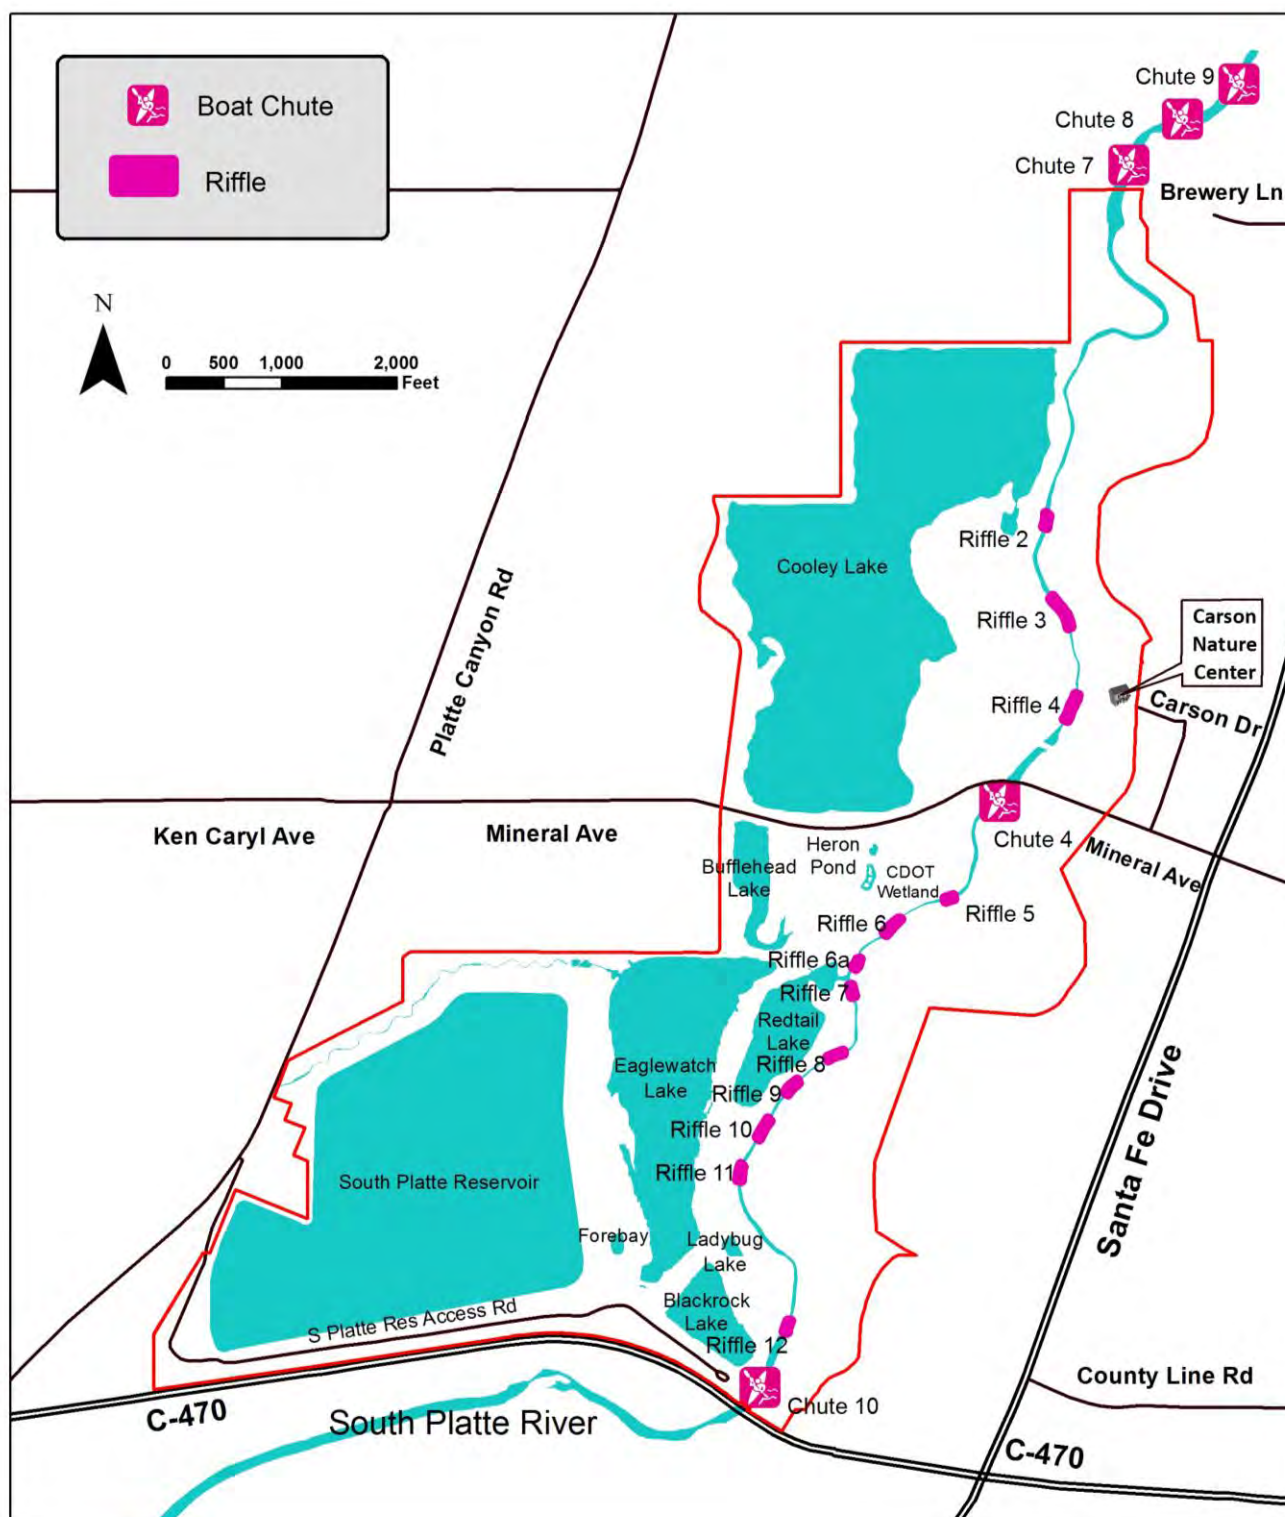 Boat Chute
Riffle
N
0 500 1,000 2,000
Feet
Chute 9
Chute 8
Chute 7
Brewery Ln
Riffle 2
Cooley Lake
Riffle 3
Carson
Nature
Center
Riffle 4
Carson Dr
Platte Canyon Rd
Ken Caryl Ave
Mineral Ave
Chute 4
Mineral Ave
Heron
Pond
Bufflehead
Lake
CDOT
Wetland
Riffle 5
Riffle 6
Riffle 6a
Riffle 7
Redtail
Lake
Riffle 8
Eaglewatch
Lake
Riffle 9
Riffle 10
Riffle 11
South Platte Reservoir
Forebay
Ladybug
Lake
Blackrock
Lake
Riffle 12
S Platte Res Access Rd
Santa Fe Drive
County Line Rd
Chute 10
C-470
South Platte River
C-470